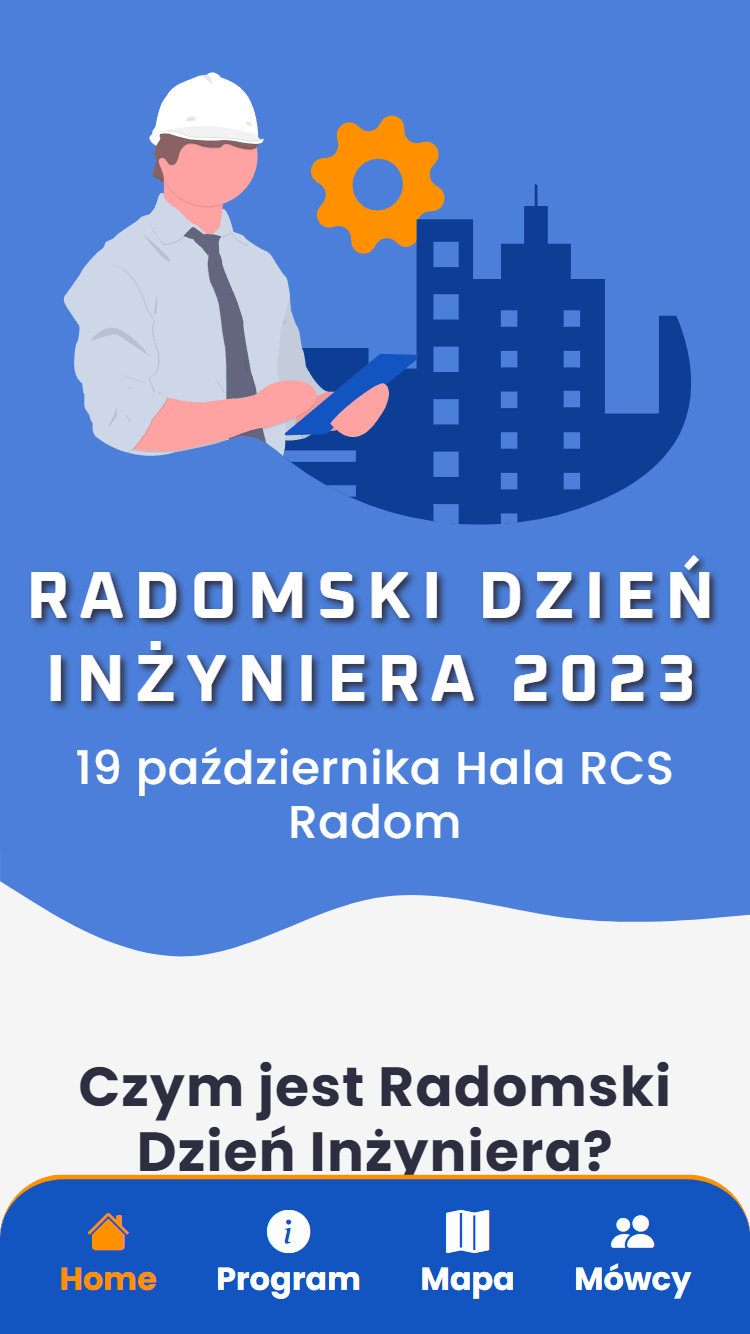 RADOMSKI DZIEŃ
INŻYNIERA 2023
19 października Hala RCS
Radom
Czym jest Radomski
Dzień Inżyniera?
Home Program Mapa Mówcy